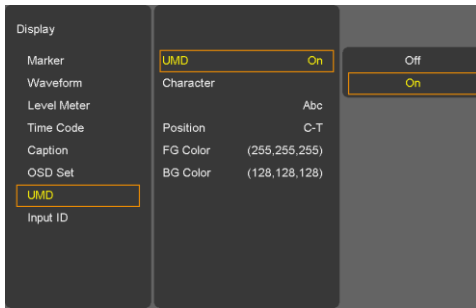 Display
Marker
Waveform
Level Meter
Time Code
Caption
OSD Set
UMD
Input ID
UMD On
Character
Abc
Position C-T
FG Color (255,255,255)
BG Color (128,128,128)
Off
On